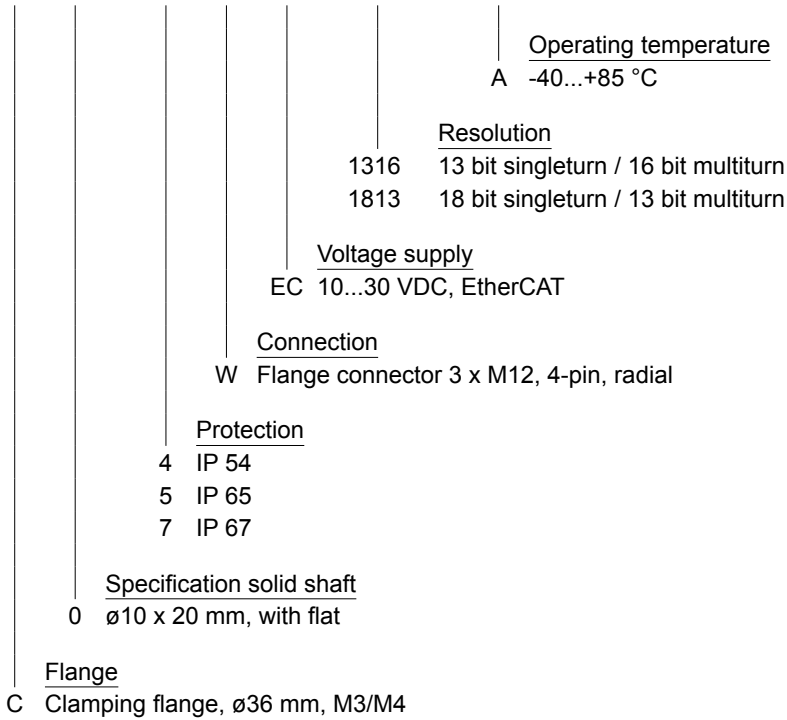 Operating temperature
A -40...+85 °C
Resolution
1316 13 bit singleturn / 16 bit multiturn
1813 18 bit singleturn / 13 bit multiturn
Voltage supply
EC 10...30 VDC, EtherCAT
Connection
W Flange connector 3 x M12, 4-pin, radial
Protection
4 IP 54
5 IP 65
7 IP 67
Specification solid shaft
0 ø10 x 20 mm, with flat
Flange
C Clamping flange, ø36 mm, M3/M4